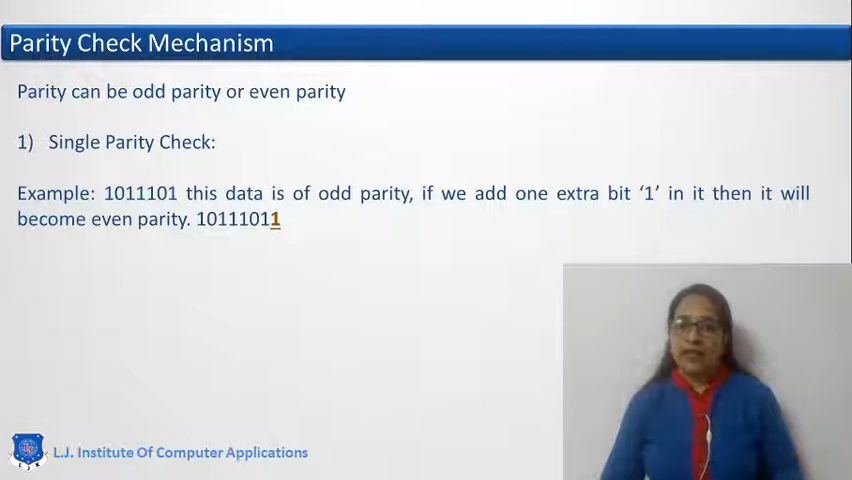 Parity Check Mechanism
Parity can be odd parity or even parity
1) Single Parity Check:
Example: 1011101 this data is of odd parity, if we add one extra bit ‘1’ in it then it will
become even parity. 10111011
L.J. Institute Of Computer Applications
L J K